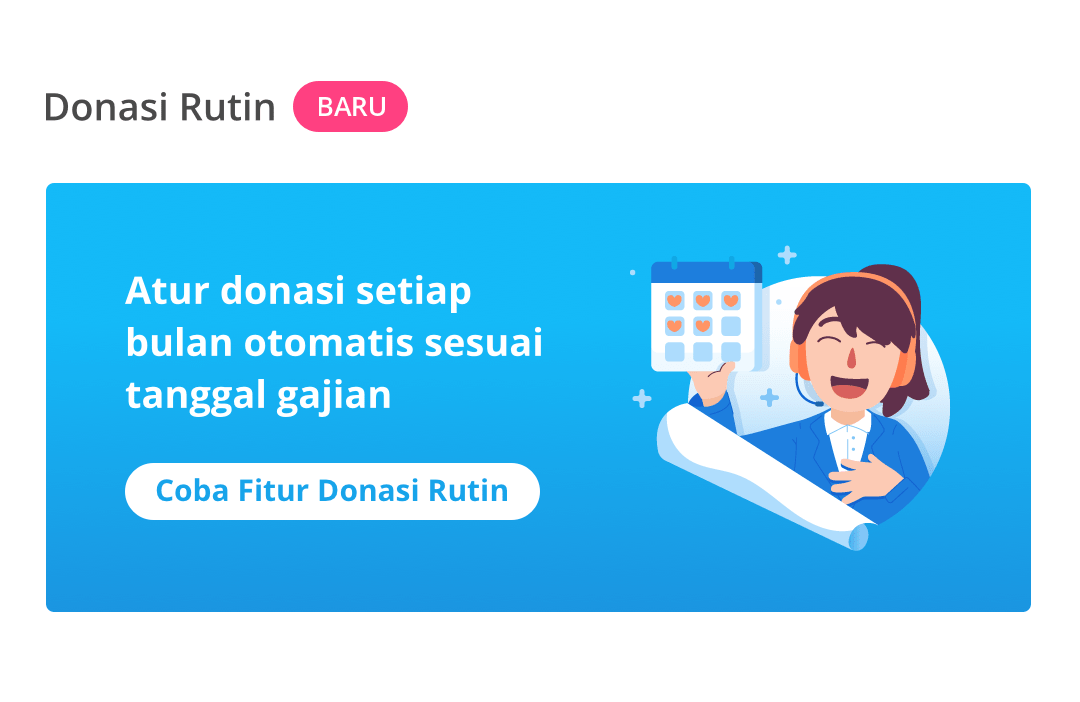 Donasi Rutin BARU
Atur donasi setiap
bulan otomatis sesuai
tanggal gajian
Coba Fitur Donasi Rutin